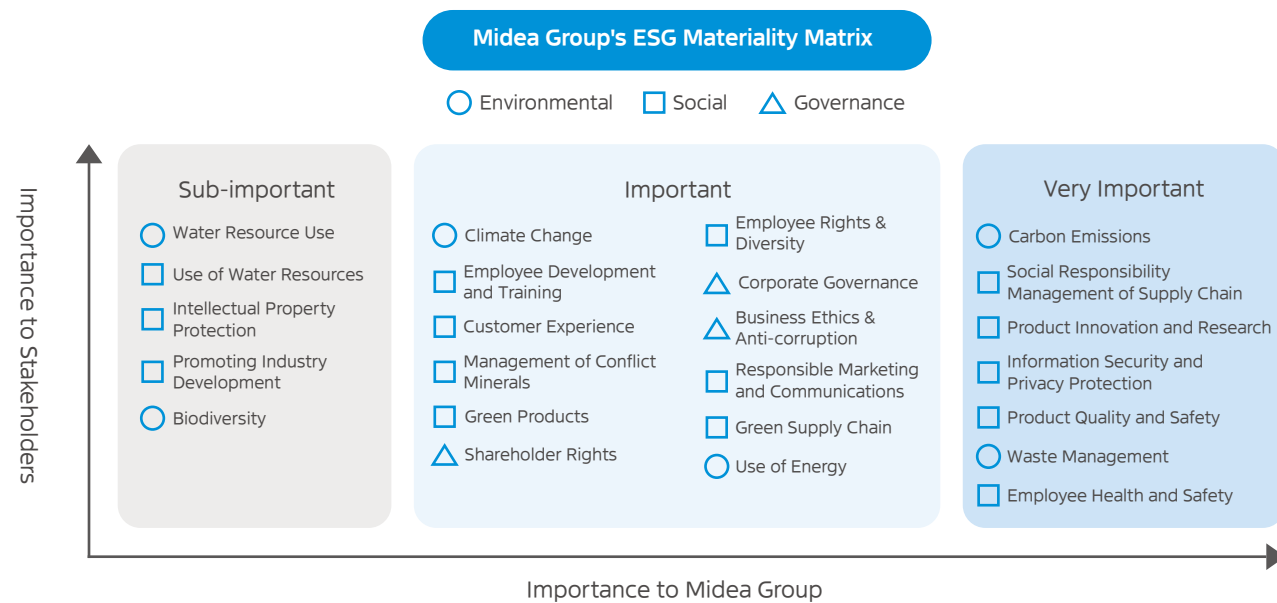 Midea Group's ESG Materiality Matrix
Environmental
Social
Governance
Importance to Stakeholders
Sub-important
Water Resource Use
Use of Water Resources
Intellectual Property
Protection
Promoting Industry
Development
Biodiversity
Important
Climate Change
Employee Development
and Training
Customer Experience
Management of Conflict
Minerals
Green Products
Shareholder Rights
Employee Rights &
Diversity
Corporate Governance
Business Ethics &
Anti-corruption
Responsible Marketing
and Communications
Green Supply Chain
Use of Energy
Very Important
Carbon Emissions
Social Responsibility
Management of Supply Chain
Product Innovation and Research
Information Security and
Privacy Protection
Product Quality and Safety
Waste Management
Employee Health and Safety
Importance to Midea Group